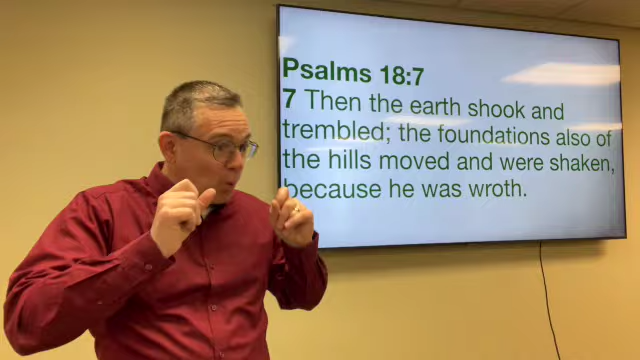 Psalms 18:7
7 Then the earth shook and
trembled; the foundations also of
the hills moved and were shaken,
because he was wroth.